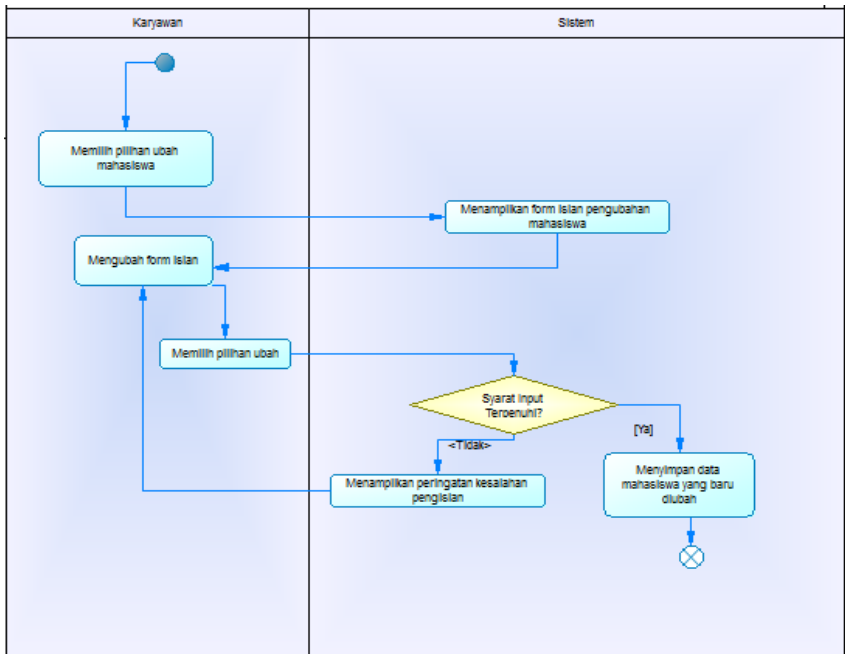 Karyawan
Sistem
Memilih pilihan ubah
mahasiswa
Menampilkan form isian pengubahan
mahasiswa
Mengubah form isian
Memilih pilihan ubah
Syarat input
Terpenuhi?
[Ya]
<Tidak>
Menampilkan peringatan kesalahan
pengisian
Menyimpan data
mahasiswa yang baru
diubah